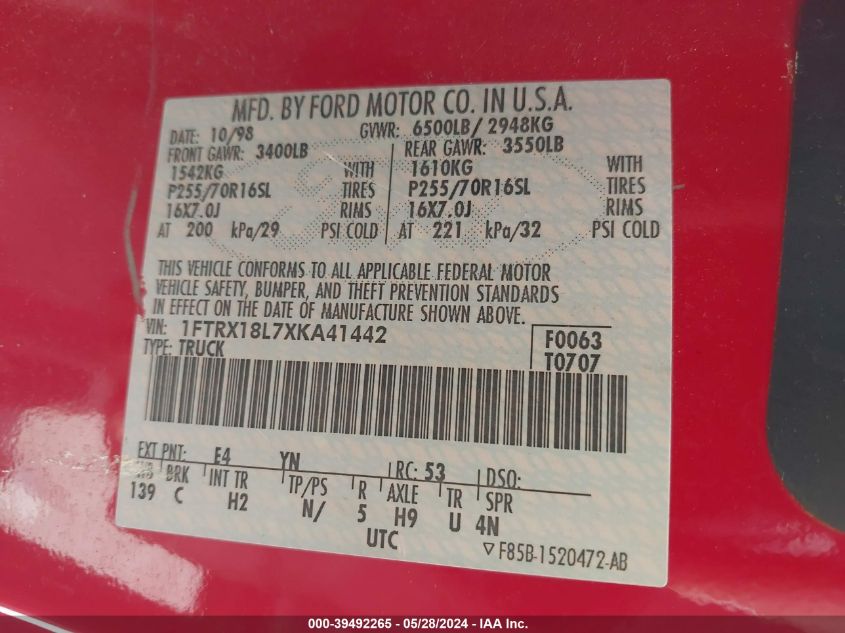 MFD. BY FORD MOTOR CO. IN U.S.A.
DATE: 10/98 GVWR: 6500LB/ 2948KG
FRONT GAWR: 3400LB REAR GAWR: 3550LB
1542KG WITH 1610KG WITH
P255/70R16SL TIRES P255/70R16SL TIRES
16X7.0J RIMS 16X7.0J RIMS
AT 200 kPa/29 PSI COLD AT 221 kPa/32 PSI COLD
THIS VEHICLE CONFORMS TO ALL APPLICABLE FEDERAL MOTOR
VEHICLE SAFETY, BUMPER, AND THEFT PREVENTION STANDARDS
IN EFFECT ON THE DATE OF MANUFACTURE SHOWN ABOVE.
VIN: 1FTRX18L7XKA41442 F0063
TYPE: TRUCK T0707
EXT PNT: E4 YN RC: 53 DSO:
WB BRK INT TR TP/PS R AXLE TR SPR
139 C H2 N/ 5 H9 U 4N
UTC
▽F85B-1520472-AB
000-39492265 - 05/28/2024 - IAA Inc.